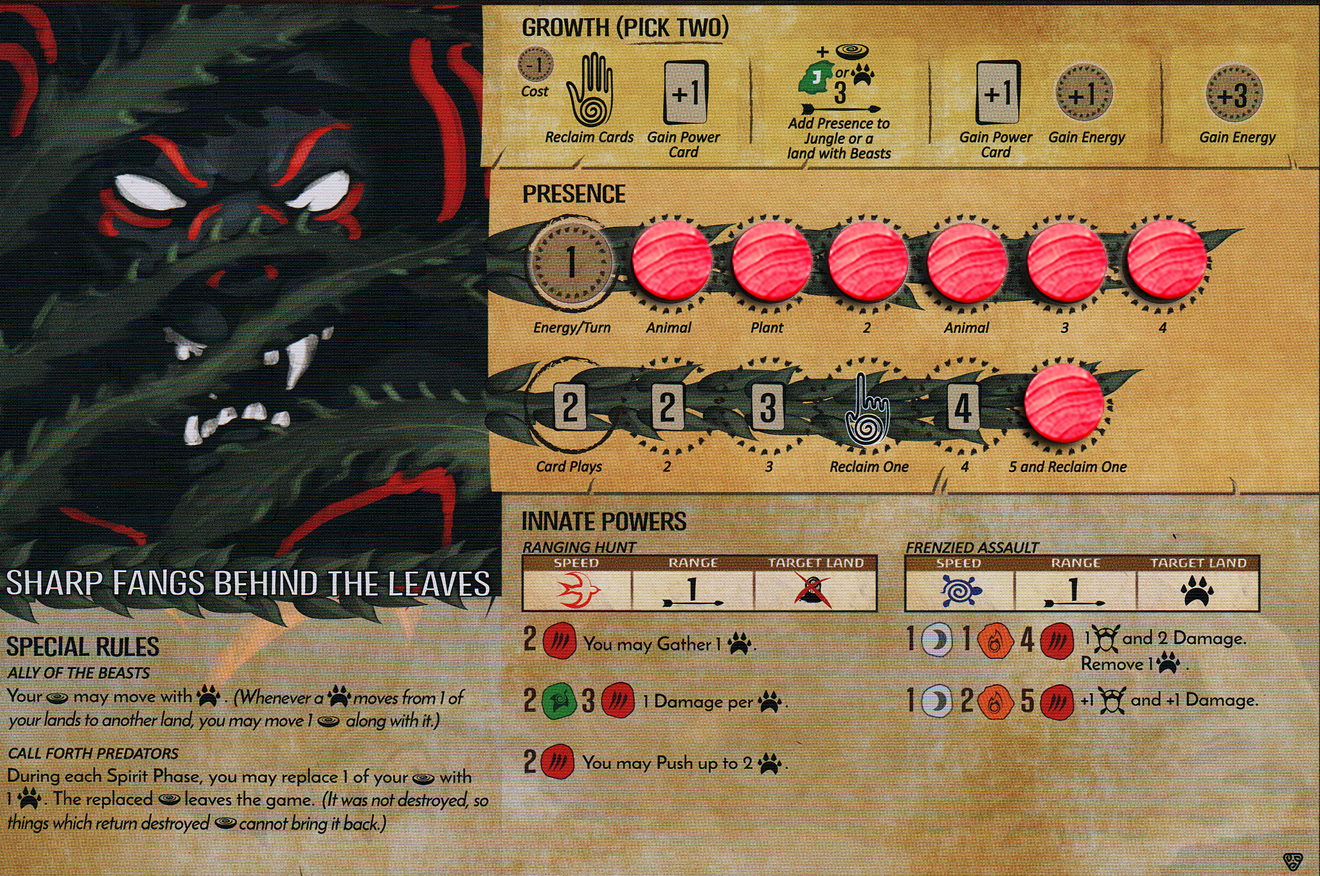 GROWTH (PICK TWO)
-1
Cost
Reclaim Cards
+1
Gain Power
Card
+
J or
3
Add Presence to
Jungle or a
land with Beasts
+1
Gain Power
Card
+1
Gain Energy
+3
Gain Energy
PRESENCE
1
Energy/Turn Animal Plant 2 Animal 3 4
2 2 3 4
Card Plays 2 3 Reclaim One 4 5 and Reclaim One
SHARP FANGS BEHIND THE LEAVES
SPECIAL RULES
ALLY OF THE BEASTS
Your may move with . (Whenever a moves from 1 of
your lands to another land, you may move 1 along with it.)
CALL FORTH PREDATORS
During each Spirit Phase, you may replace 1 of your with
1 . The replaced leaves the game. (It was not destroyed, so
things which return destroyed cannot bring it back.)
INNATE POWERS
RANGING HUNT
SPEED RANGE TARGET LAND
1
2 You may Gather 1 .
2 3 1 Damage per .
2 You may Push up to 2 .
FRENZIED ASSAULT
SPEED RANGE TARGET LAND
1
1 1 4 1 and 2 Damage.
Remove 1 .
1 2 5 +1 and +1 Damage.